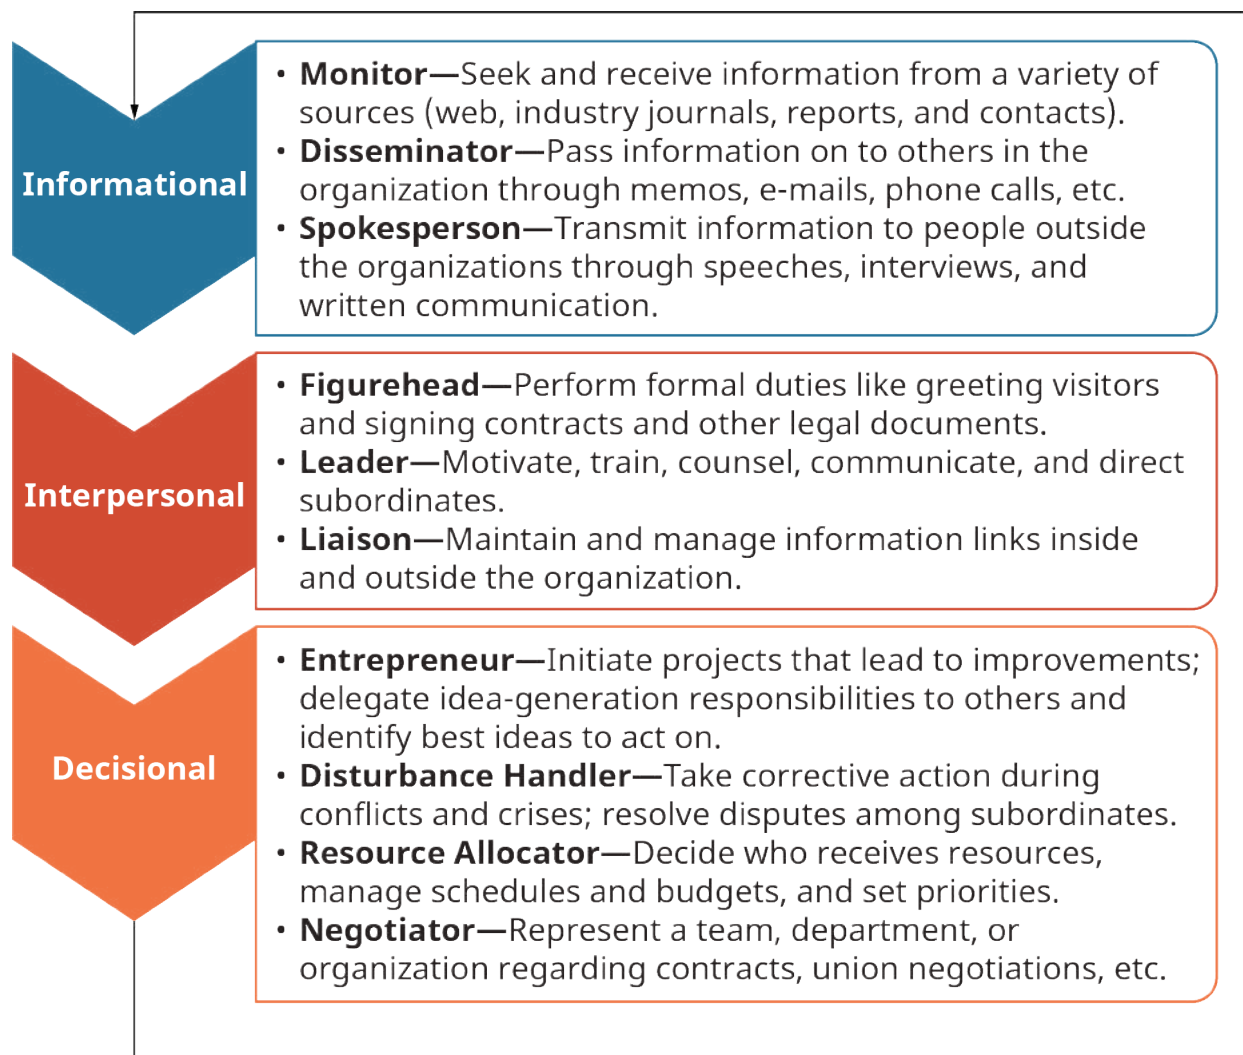 Informational
• Monitor—Seek and receive information from a variety of
sources (web, industry journals, reports, and contacts).
• Disseminator—Pass information on to others in the
organization through memos, e-mails, phone calls, etc.
• Spokesperson—Transmit information to people outside
the organizations through speeches, interviews, and
written communication.
Interpersonal
• Figurehead—Perform formal duties like greeting visitors
and signing contracts and other legal documents.
• Leader—Motivate, train, counsel, communicate, and direct
subordinates.
• Liaison—Maintain and manage information links inside
and outside the organization.
Decisional
• Entrepreneur—Initiate projects that lead to improvements;
delegate idea-generation responsibilities to others and
identify best ideas to act on.
• Disturbance Handler—Take corrective action during
conflicts and crises; resolve disputes among subordinates.
• Resource Allocator—Decide who receives resources,
manage schedules and budgets, and set priorities.
• Negotiator—Represent a team, department, or
organization regarding contracts, union negotiations, etc.